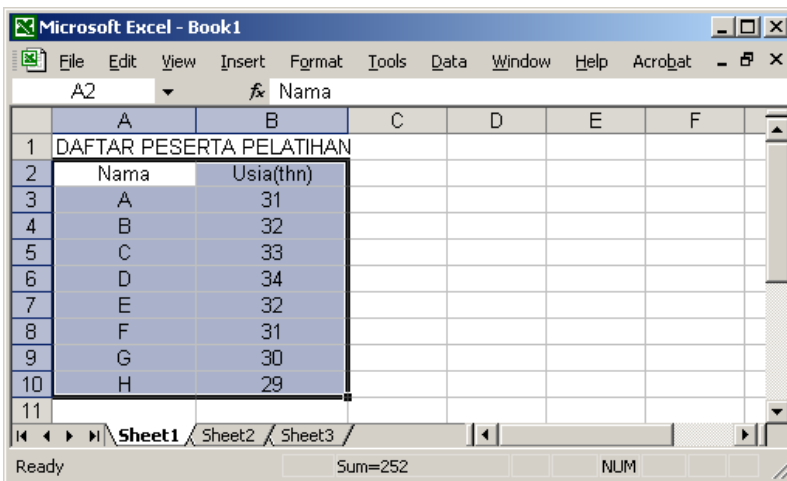 Microsoft Excel - Book1
File Edit View Insert Format Tools Data Window Help Acrobat
A2 fx Nama
A B C D E F
1 DAFTAR PESERTA PELATIHAN
2 Nama Usia(thn)
3 A 31
4 B 32
5 C 33
6 D 34
7 E 32
8 F 31
9 G 30
10 H 29
11
Sheet1 Sheet2 Sheet3
Ready Sum=252 NUM